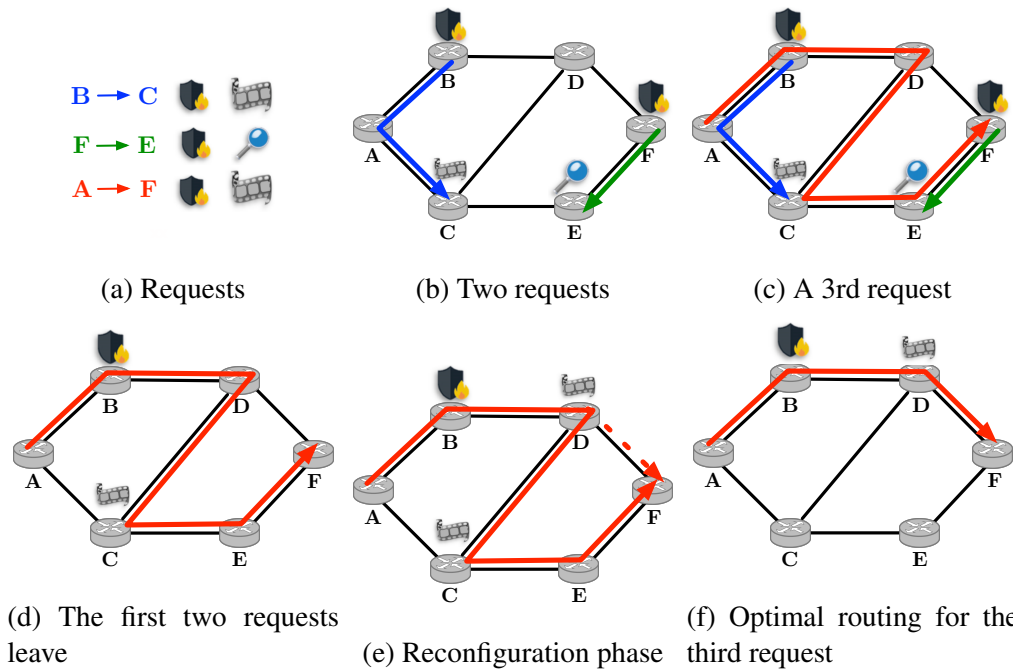 B → C
F → E
A → F
(a) Requests
B
D
A
F
C
E
(b) Two requests
B
D
A
F
C
E
(c) A 3rd request
B
D
A
F
C
E
(d) The first two requests
leave
B
D
A
F
C
E
(e) Reconfiguration phase
B
D
A
F
C
E
(f) Optimal routing for the
third request